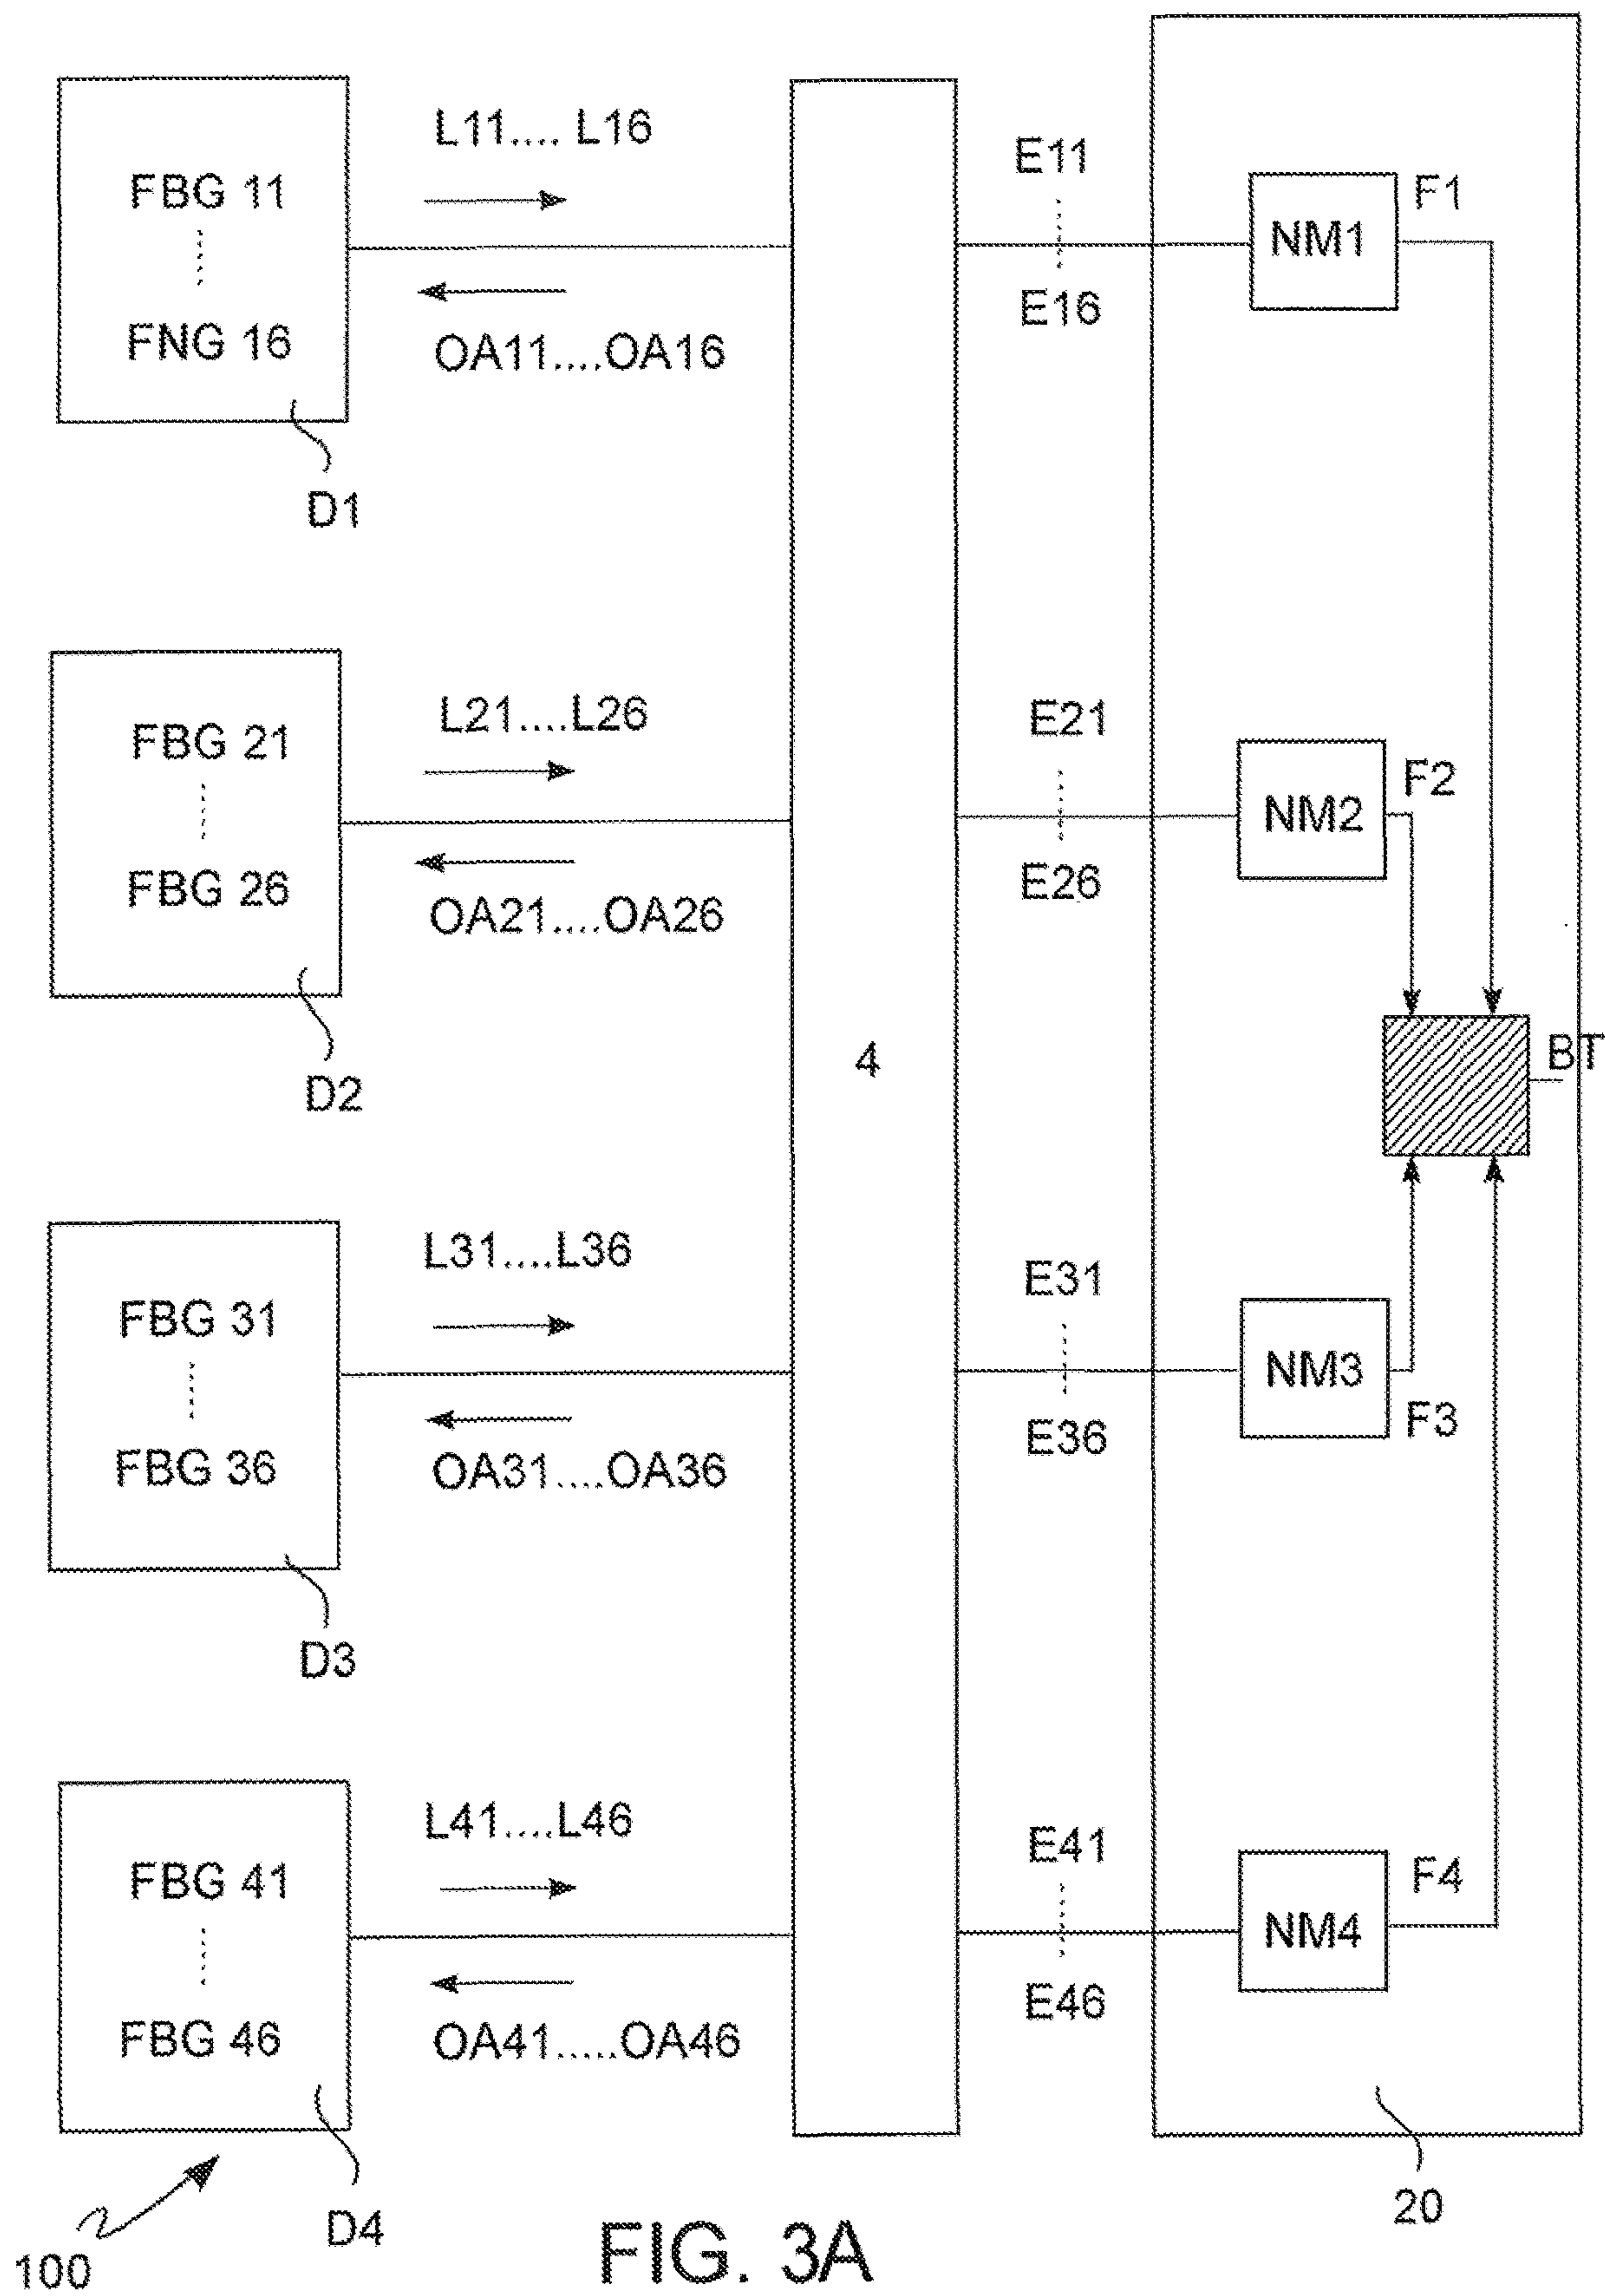 L11.... L16
E11
FBG 11
F1
NM1
E16
FNG 16
OA11....OA16
D1
L21....L26
E21
FBG 21
F2
NM2
FBG 26
E26
OA21....OA26
BT
4
D2
L31....L36
E31
FBG 31
NM3
F3
E36
FBG 36
OA31....OA36
D3
L41....L46
E41
FBG 41
F4
NM4
E46
FBG 46
OA41.....OA46
20
D4
100
FIG. 3A